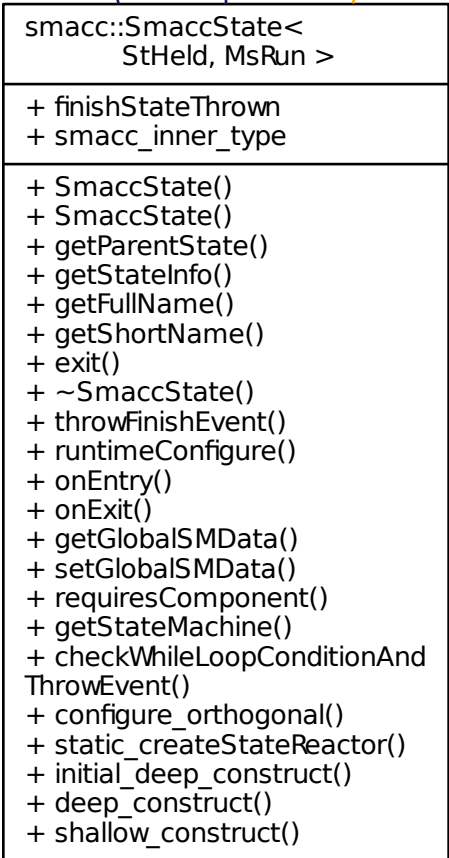 smacc::SmaccState<
StHeld, MsRun >
+ finishStateThrown
+ smacc_inner_type
+ SmaccState()
+ SmaccState()
+ getParentState()
+ getStateInfo()
+ getFullName()
+ getShortName()
+ exit()
+ ~SmaccState()
+ throwFinishEvent()
+ runtimeConfigure()
+ onEntry()
+ onExit()
+ getGlobalSMData()
+ setGlobalSMData()
+ requiresComponent()
+ getStateMachine()
+ checkWhileLoopConditionAnd
ThrowEvent()
+ configure_orthogonal()
+ static_createStateReactor()
+ initial_deep_construct()
+ deep_construct()
+ shallow_construct()